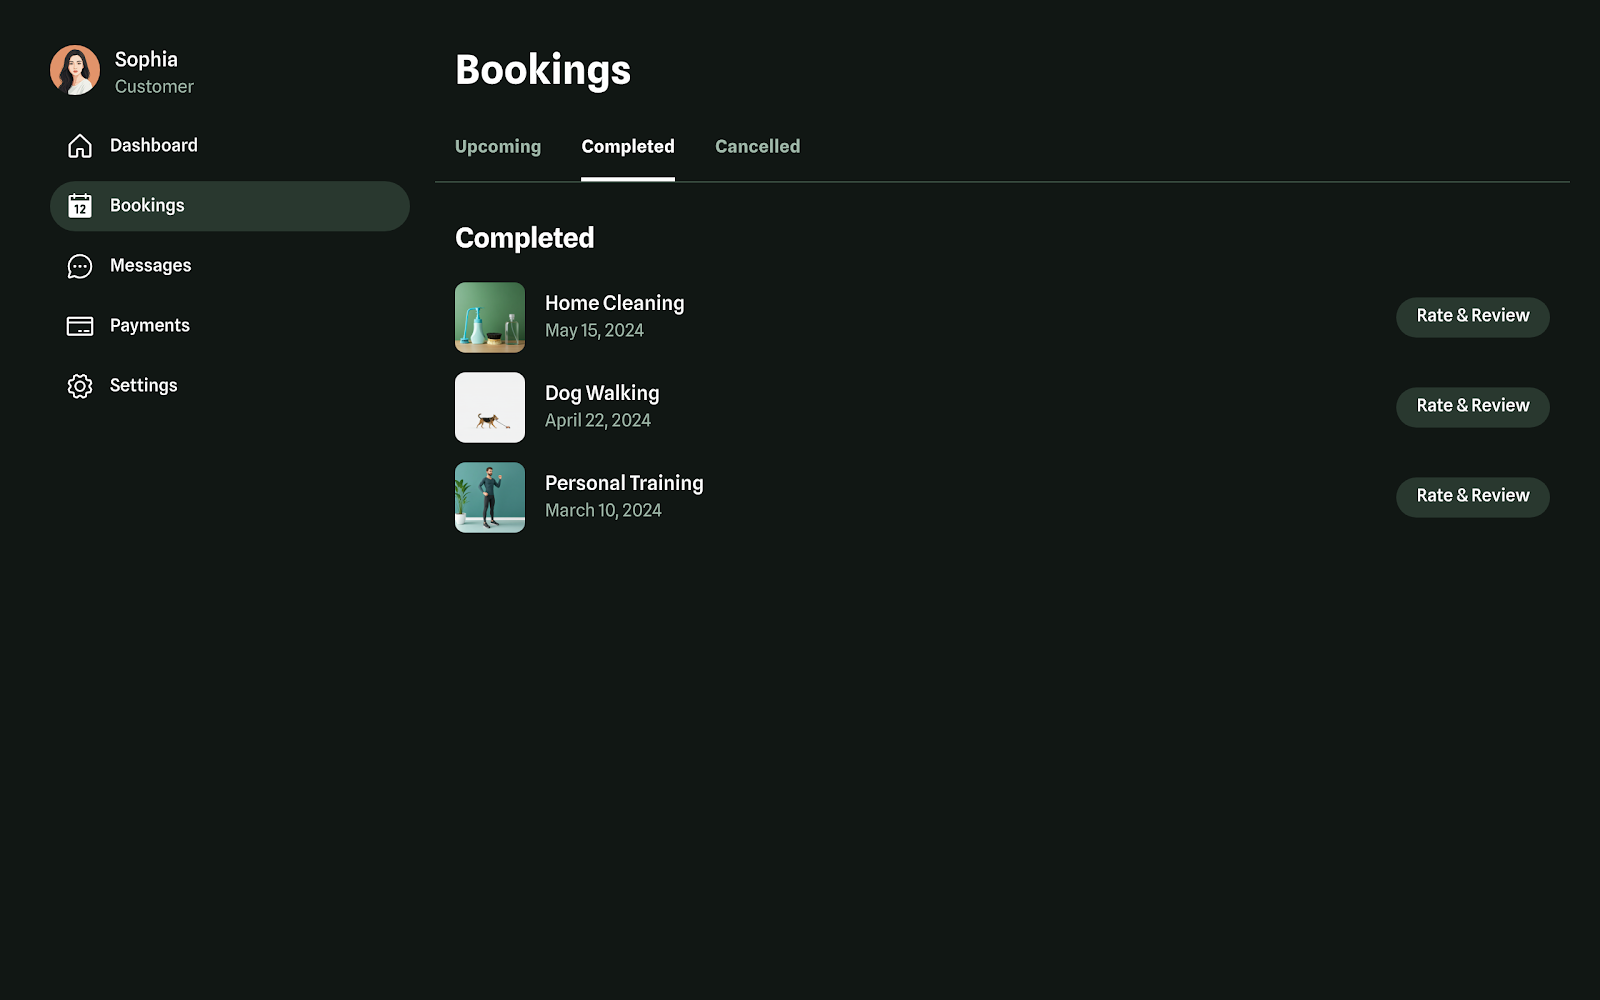 Sophia
Customer
Dashboard
12
Bookings
Messages
Payments
Settings
Bookings
Upcoming
Completed
Cancelled
Completed
Home Cleaning
May 15, 2024
Rate & Review
Dog Walking
April 22, 2024
Rate & Review
Personal Training
March 10, 2024
Rate & Review